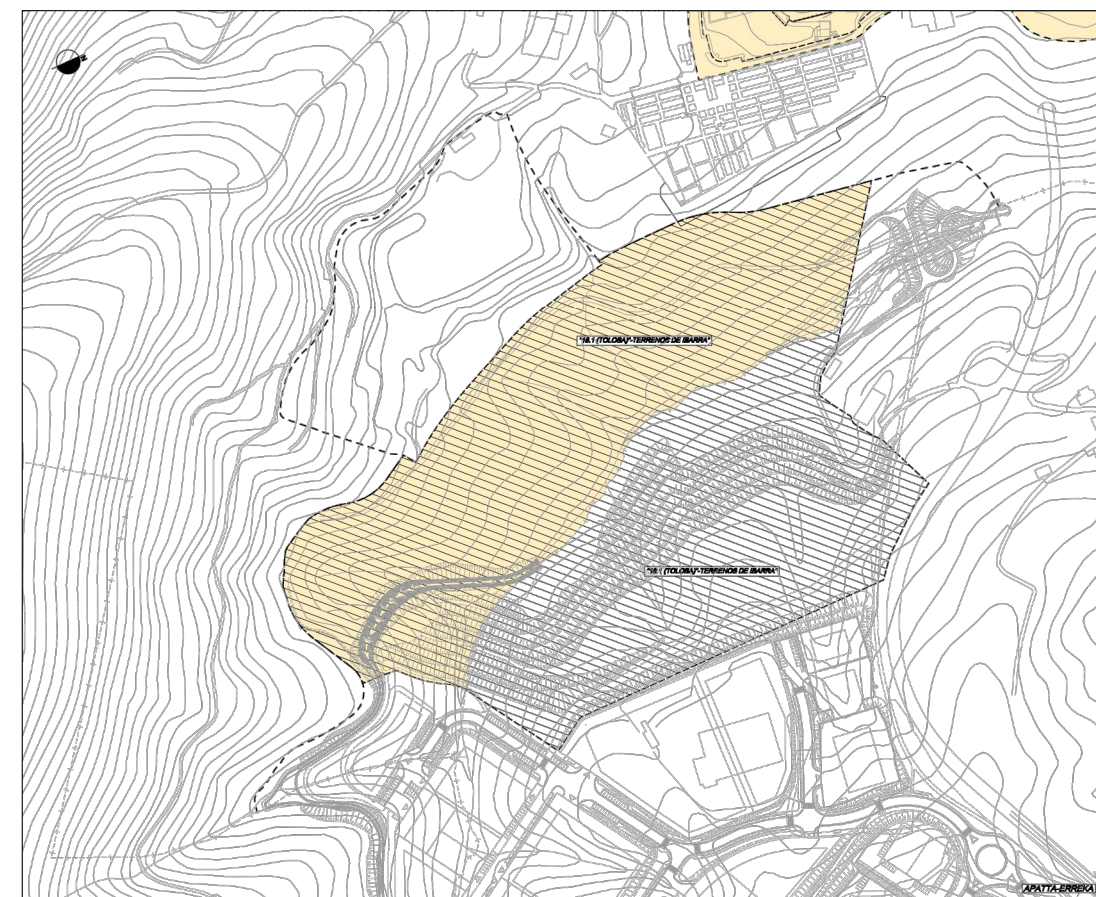 "18.1 (TOLOSA)"-TERRENOS DE IBARRA"
"18.1 (TOLOSA)"-TERRENOS DE IBARRA"
APATTA-ERREKA